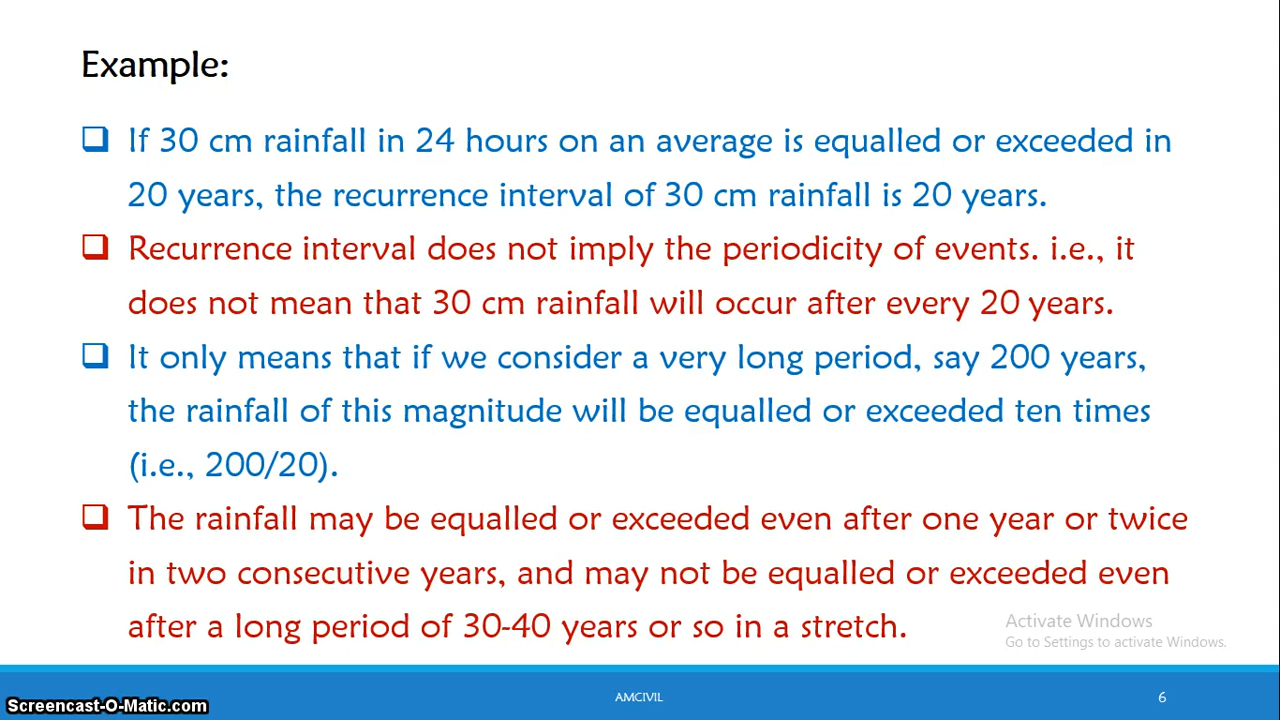 Example:
If 30 cm rainfall in 24 hours on an average is equalled or exceeded in
20 years, the recurrence interval of 30 cm rainfall is 20 years.
Recurrence interval does not imply the periodicity of events. i.e., it
does not mean that 30 cm rainfall will occur after every 20 years.
It only means that if we consider a very long period, say 200 years,
the rainfall of this magnitude will be equalled or exceeded ten times
(i.e., 200/20).
The rainfall may be equalled or exceeded even after one year or twice
in two consecutive years, and may not be equalled or exceeded even
after a long period of 30-40 years or so in a stretch.
Activate Windows
Go to Settings to activate Windows.
Screencast-O-Matic.com
AMCIVIL
6